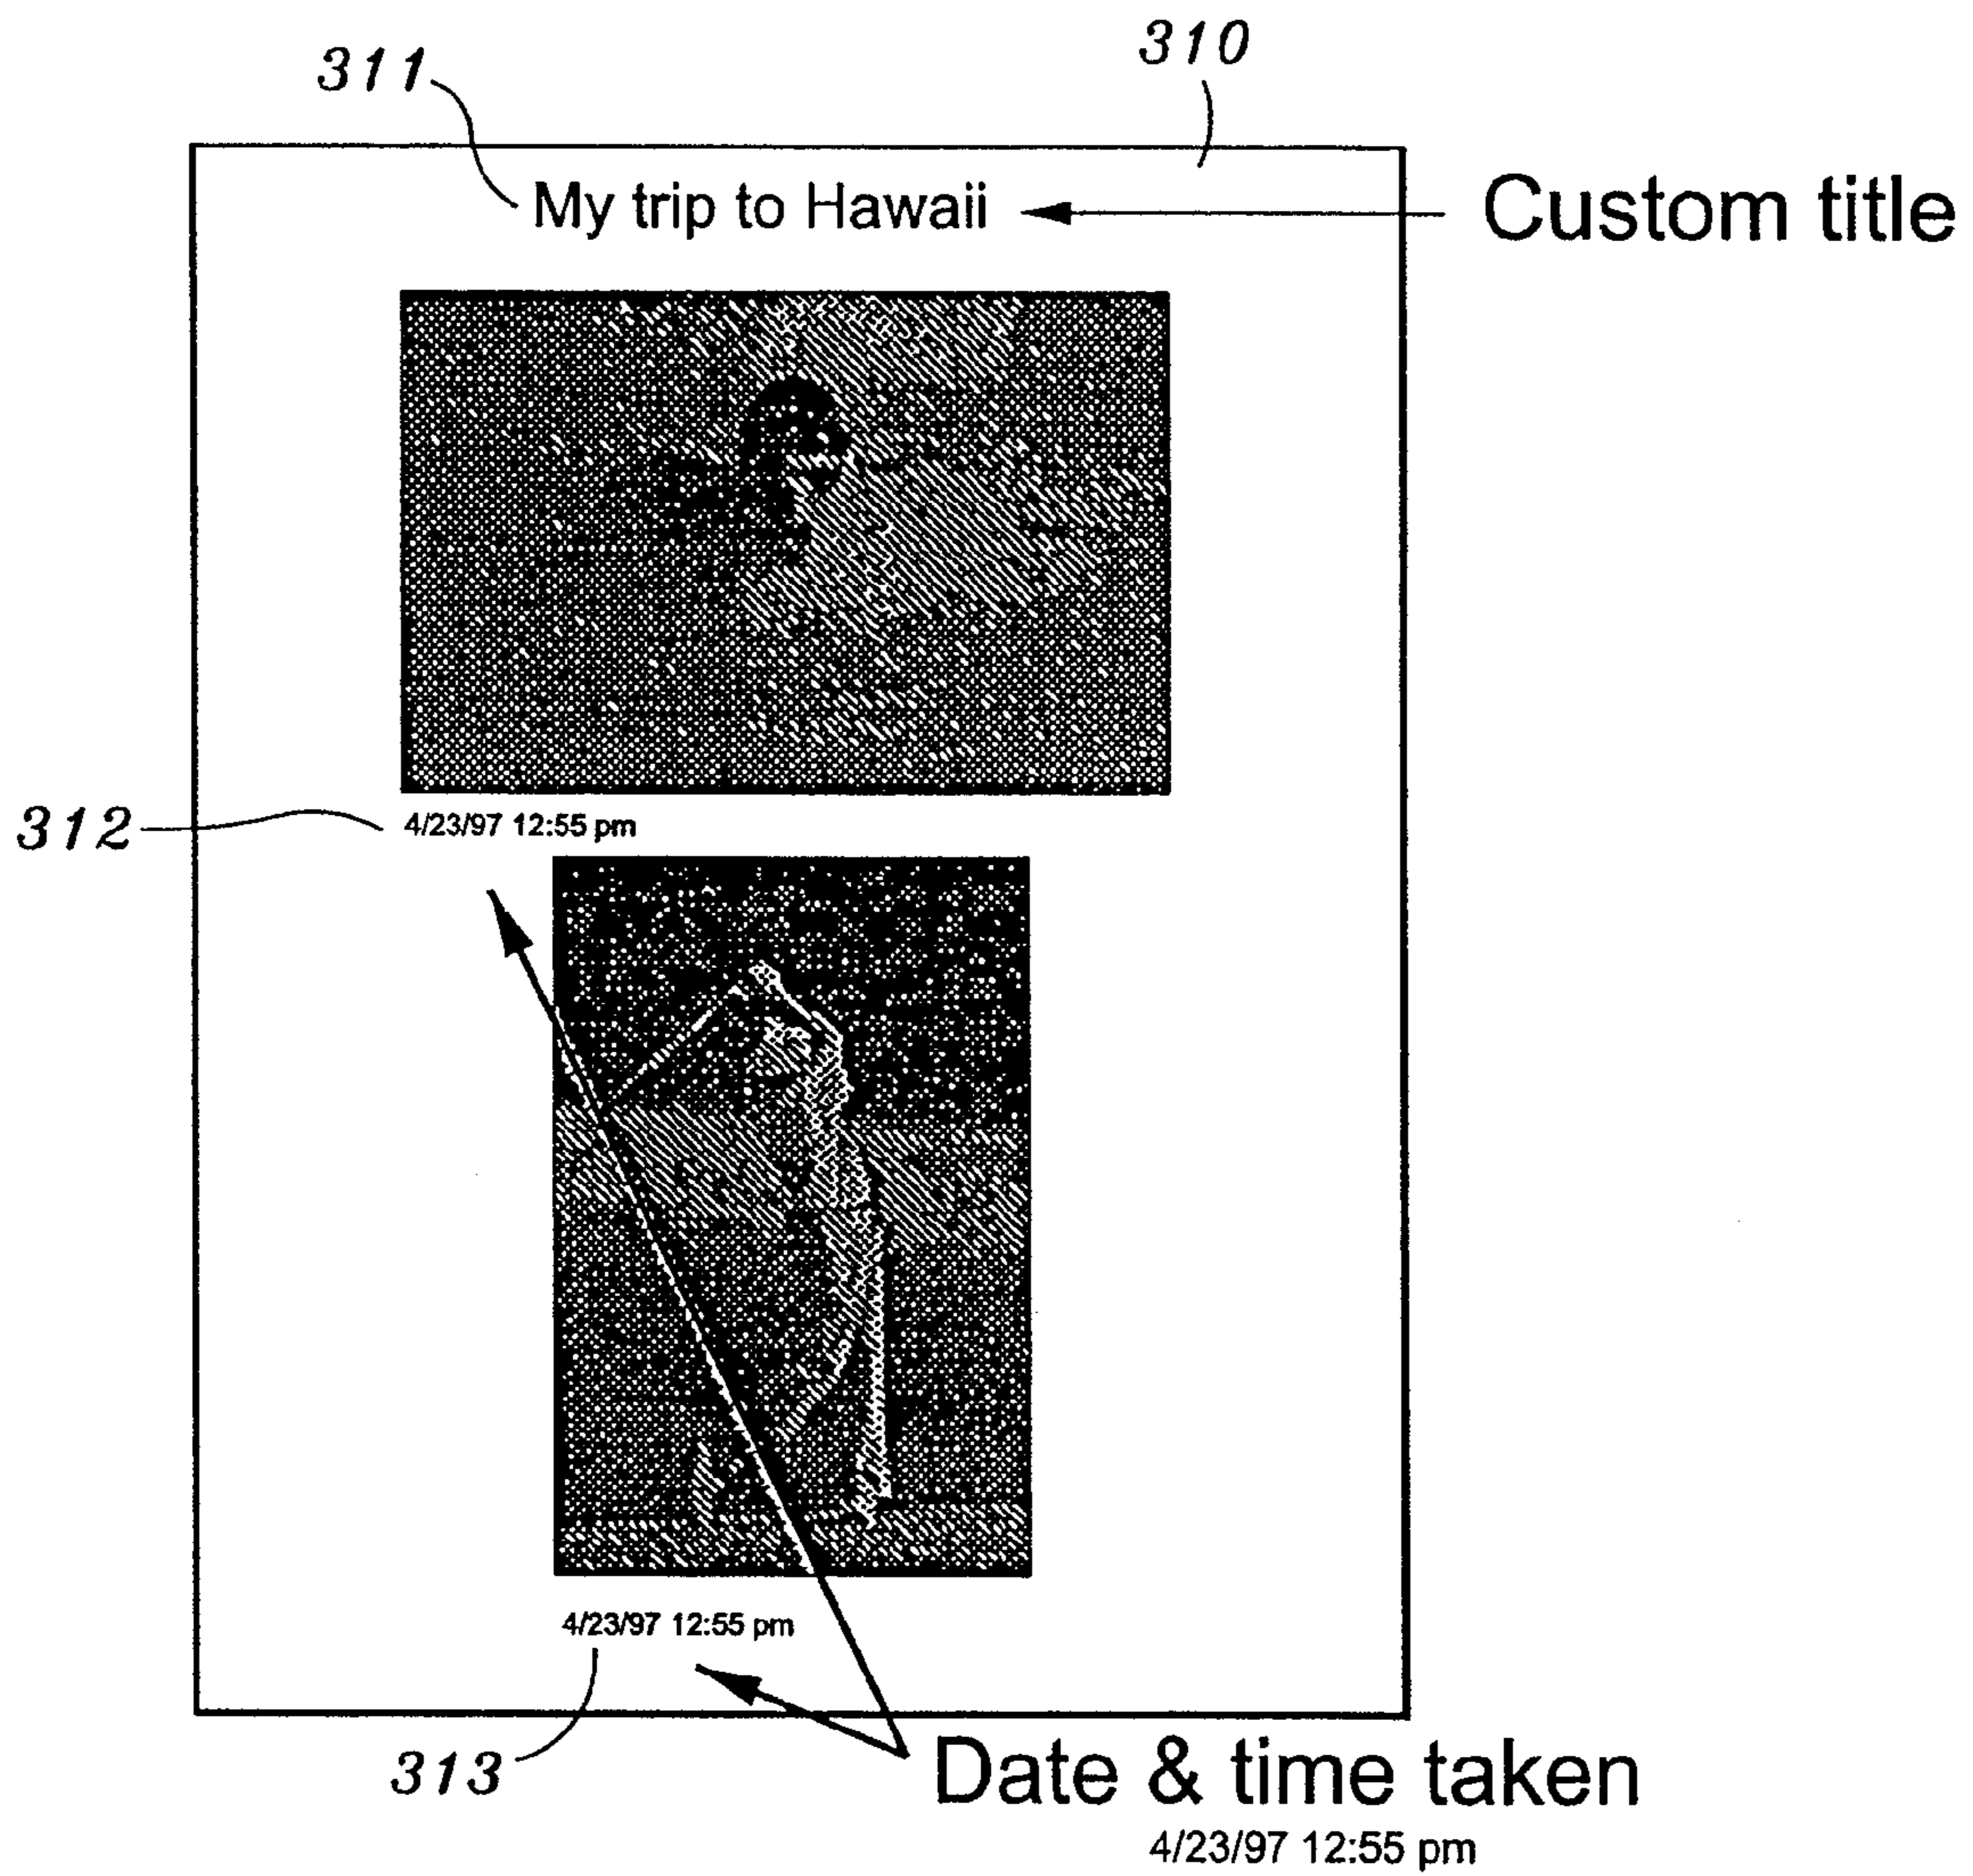 310
311
My trip to Hawaii
Custom title
312
4/23/97 12:55 pm
4/23/97 12:55 pm
313
Date & time taken
4/23/97 12:55 pm